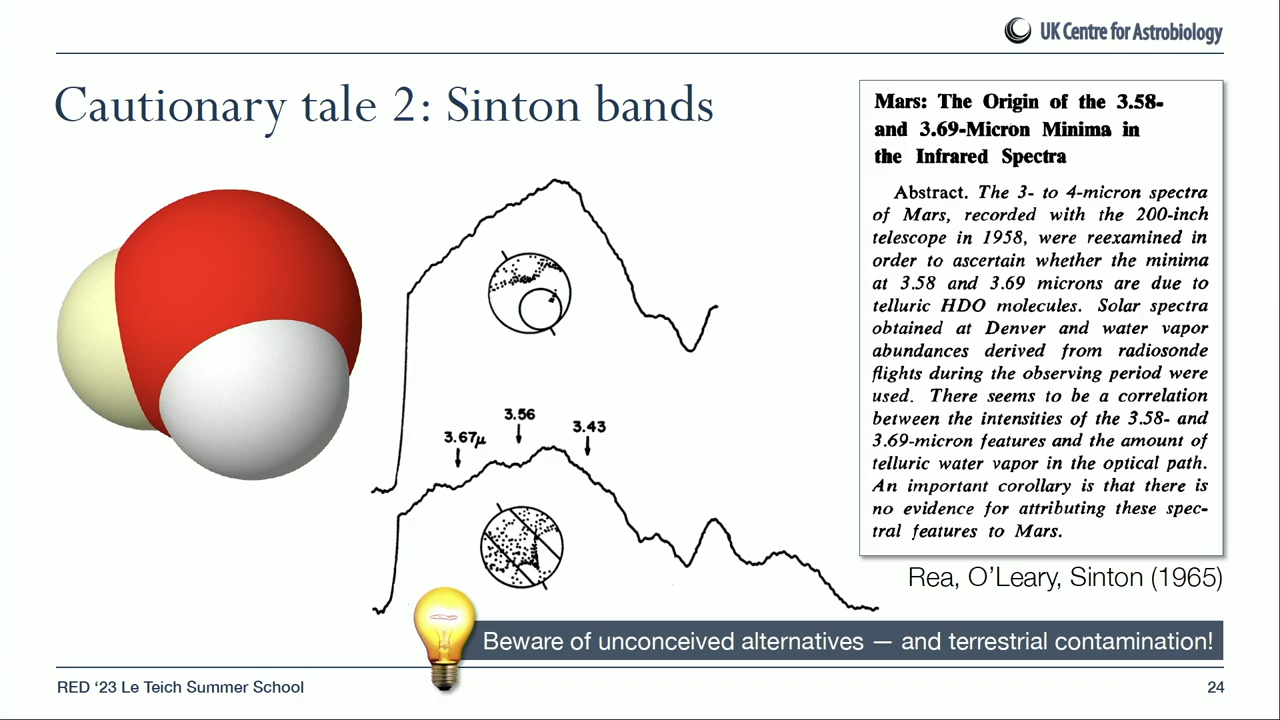 UK Centre for Astrobiology
Cautionary tale 2: Sinton bands
3.67μ
3.56
3.43
Mars: The Origin of the 3.58-
and 3.69-Micron Minima in
the Infrared Spectra
Abstract. The 3- to 4-micron spectra
of Mars, recorded with the 200-inch
telescope in 1958, were reexamined in
order to ascertain whether the minima
at 3.58 and 3.69 microns are due to
telluric HDO molecules. Solar spectra
obtained at Denver and water vapor
abundances derived from radiosonde
flights during the observing period were
used. There seems to be a correlation
between the intensities of the 3.58- and
3.69-micron features and the amount of
telluric water vapor in the optical path.
An important corollary is that there is
no evidence for attributing these spec-
tral features to Mars.
Rea, O'Leary, Sinton (1965)
Beware of unconceived alternatives — and terrestrial contamination!
RED ‘23 Le Teich Summer School
24